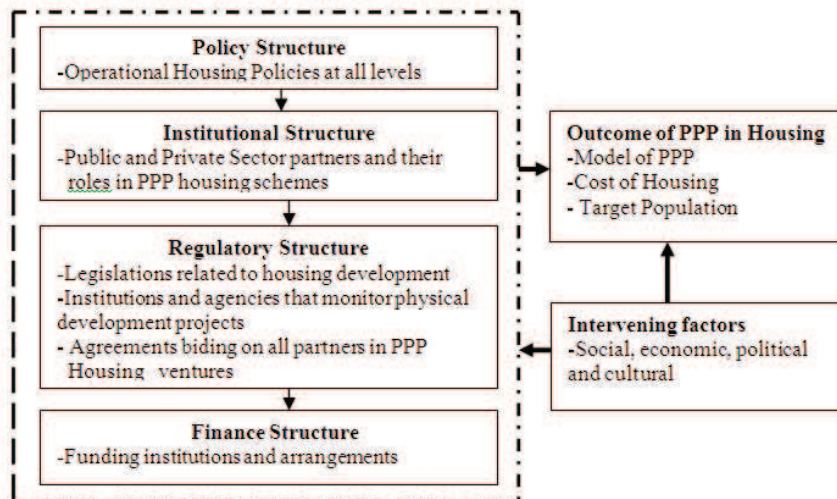 Policy Structure
-Operational Housing Policies at all levels
Institutional Structure
-Public and Private Sector partners and their
roles in PPP housing schemes
Regulatory Structure
-Legislations related to housing development
-Institutions and agencies that monitor physical
development projects
- Agreements biding on all partners in PPP
Housing ventures
Finance Structure
-Funding institutions and arrangements
Outcome of PPP in Housing
-Model of PPP
-Cost of Housing
- Target Population
Intervening factors
-Social, economic, political
and cultural